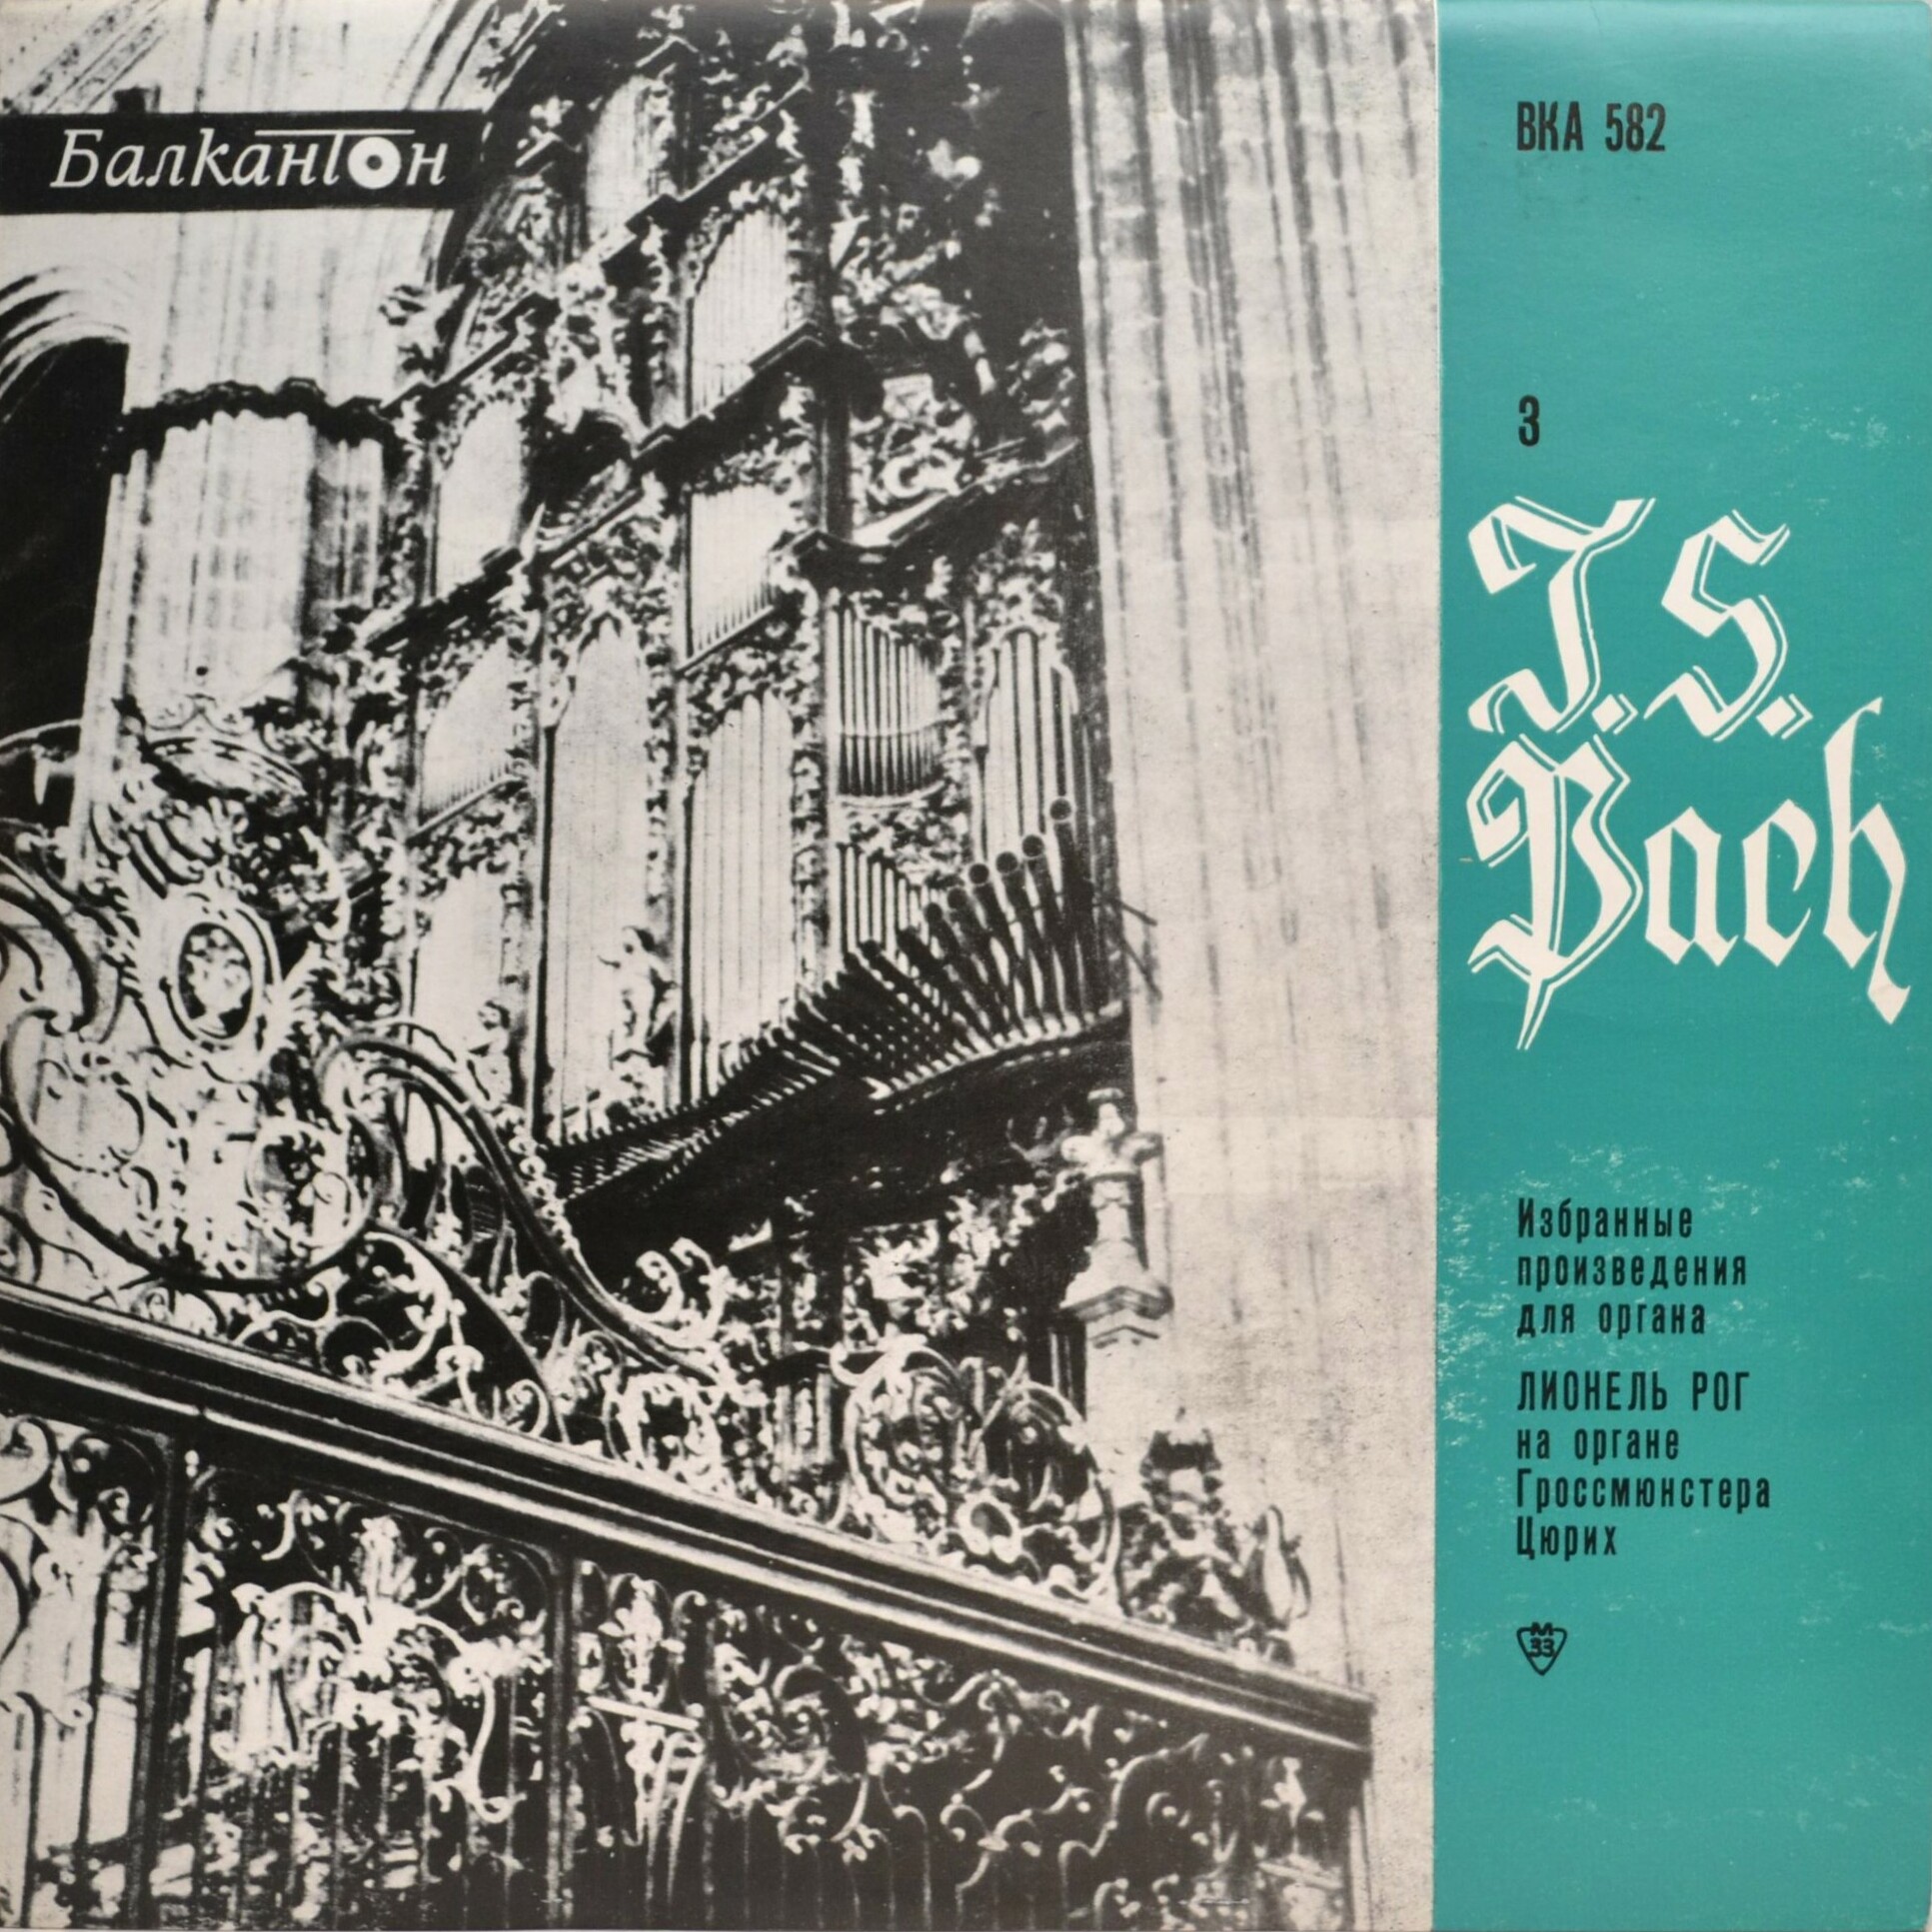 Балкантон
ВКА 582
3
J. S.
Bach
Избранные
произведения
для органа
ЛИОНЕЛЬ РОГ
на органе
Гроссмюнстера
Цюрих
М
33